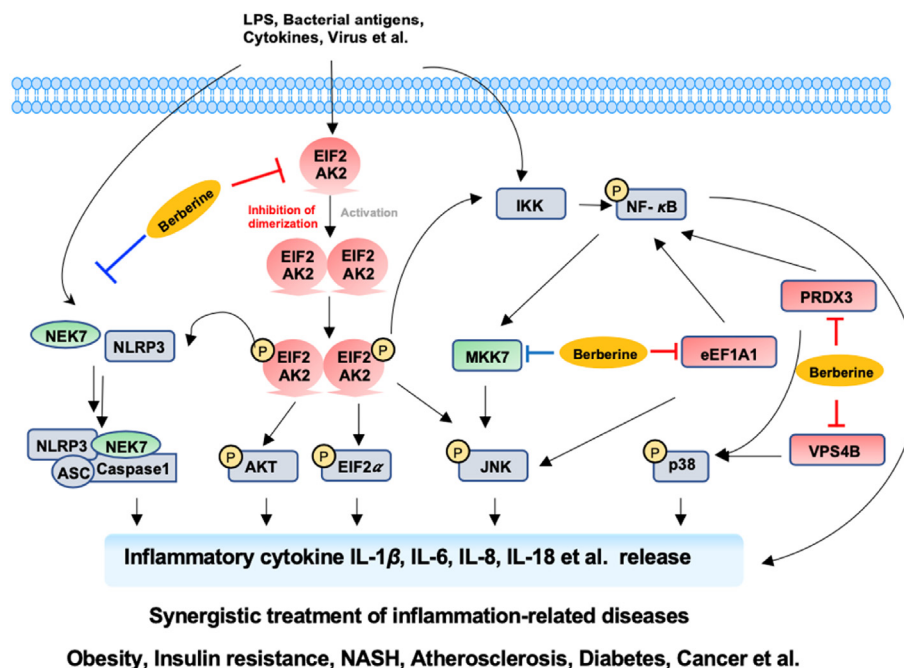 LPS, Bacterial antigens,
Cytokines, Virus et al.
EIF2
AK2
Berberine
Inhibition of
dimerization
Activation
EIF2
AK2
EIF2
AK2
IKK
P
NF- κB
PRDX3
NEK7
NLRP3
P
EIF2
AK2
EIF2
AK2
P
MKK7
Berberine
eEF1A1
Berberine
NLRP3
NEK7
ASC
Caspase1
P
AKT
P
EIF2α
P
JNK
P
p38
VPS4B
Inflammatory cytokine IL-1β, IL-6, IL-8, IL-18 et al. release
Synergistic treatment of inflammation-related diseases
Obesity, Insulin resistance, NASH, Atherosclerosis, Diabetes, Cancer et al.